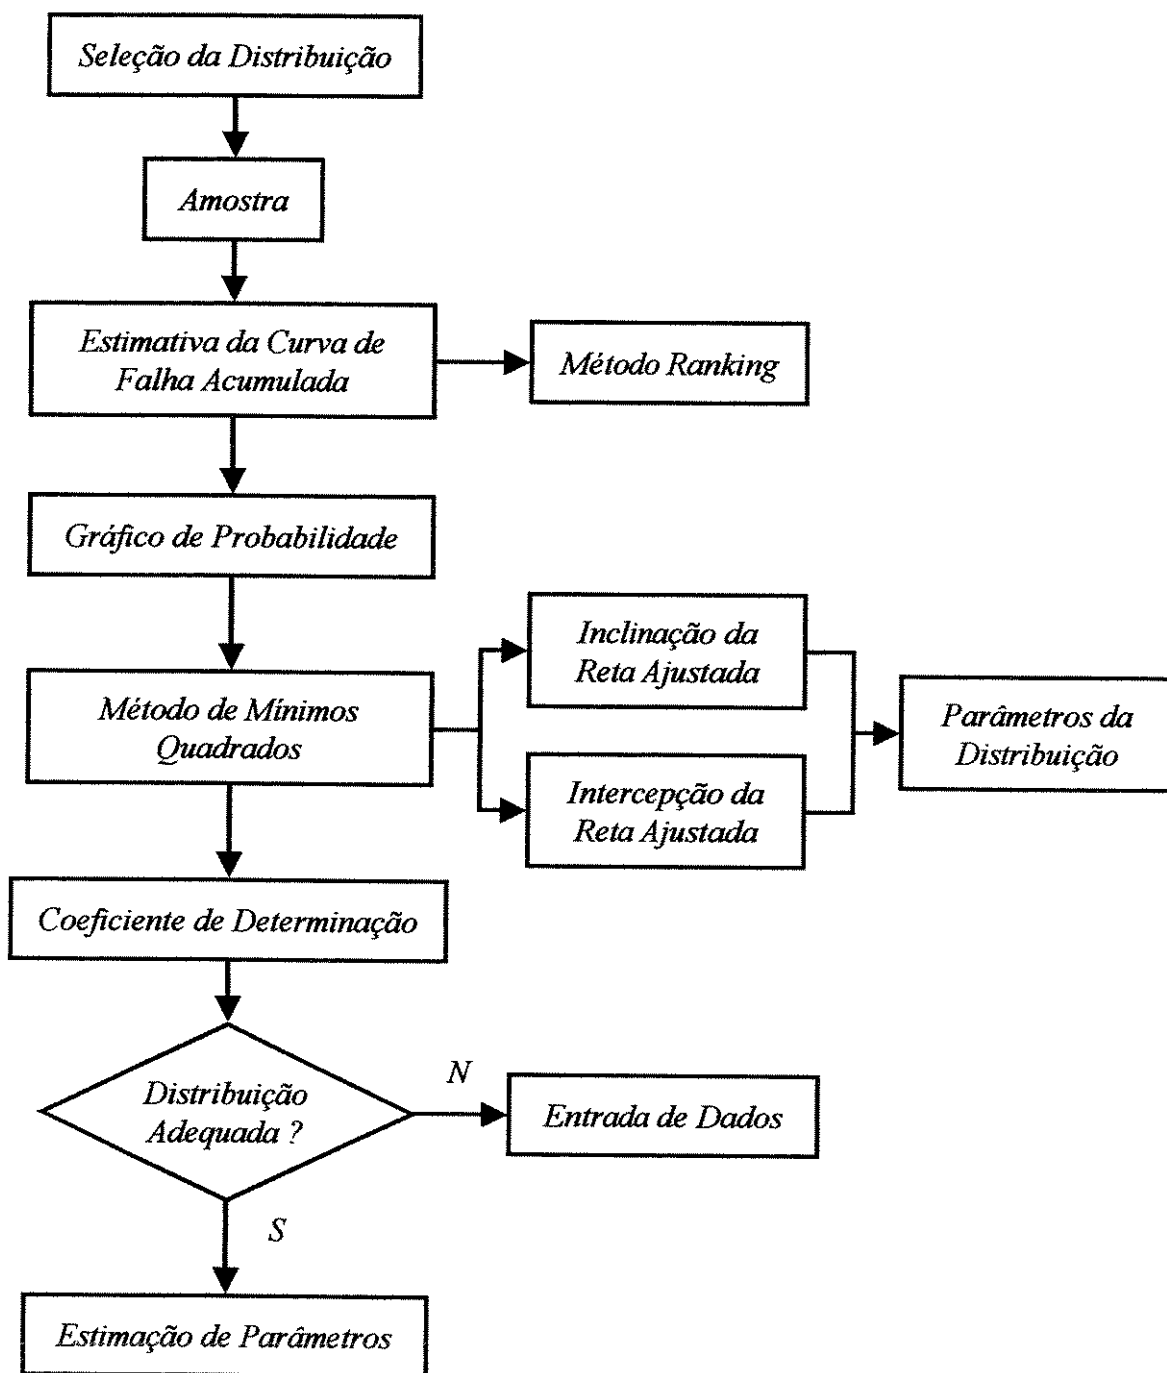 Seleção da Distribuição
Amostra
Estimativa da Curva de
Falha Acumulada
Método Ranking
Gráfico de Probabilidade
Inclinação da
Reta Ajustada
Método de Mínimos
Quadrados
Parâmetros da
Distribuição
Intercepção da
Reta Ajustada
Coeficiente de Determinação
Distribuição
Adequada ?
N
Entrada de Dados
S
Estimação de Parâmetros